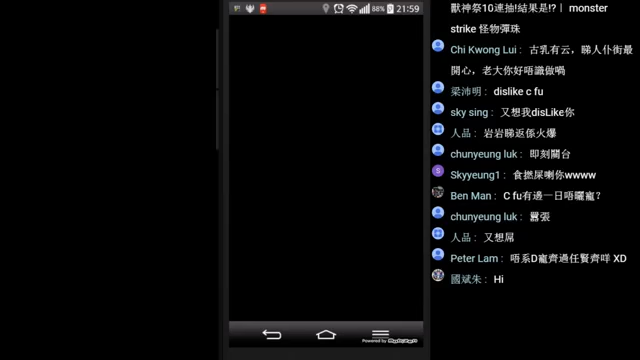 88% 21:59
獸神祭10連抽!結果是!?｜ monster
strike 怪物彈珠
Chi Kwong Lui : 古乳有云，睇人仆街最
開心，老大你好唔識做喎
梁沛明 : dislike c fu
sky sing : 又想我disLike你
人品 : 岩岩睇返係火爆
chunyeung luk : 即刻關台
Skyyeung1 : 食撚屎喇你wwww
Ben Man : C fu有邊一日唔曬寵?
chunyeung luk : 囂張
人品 : 又想屌
Peter Lam : 唔系D寵齊過任賢齊咩 XD
國斌朱 : Hi
Powered by